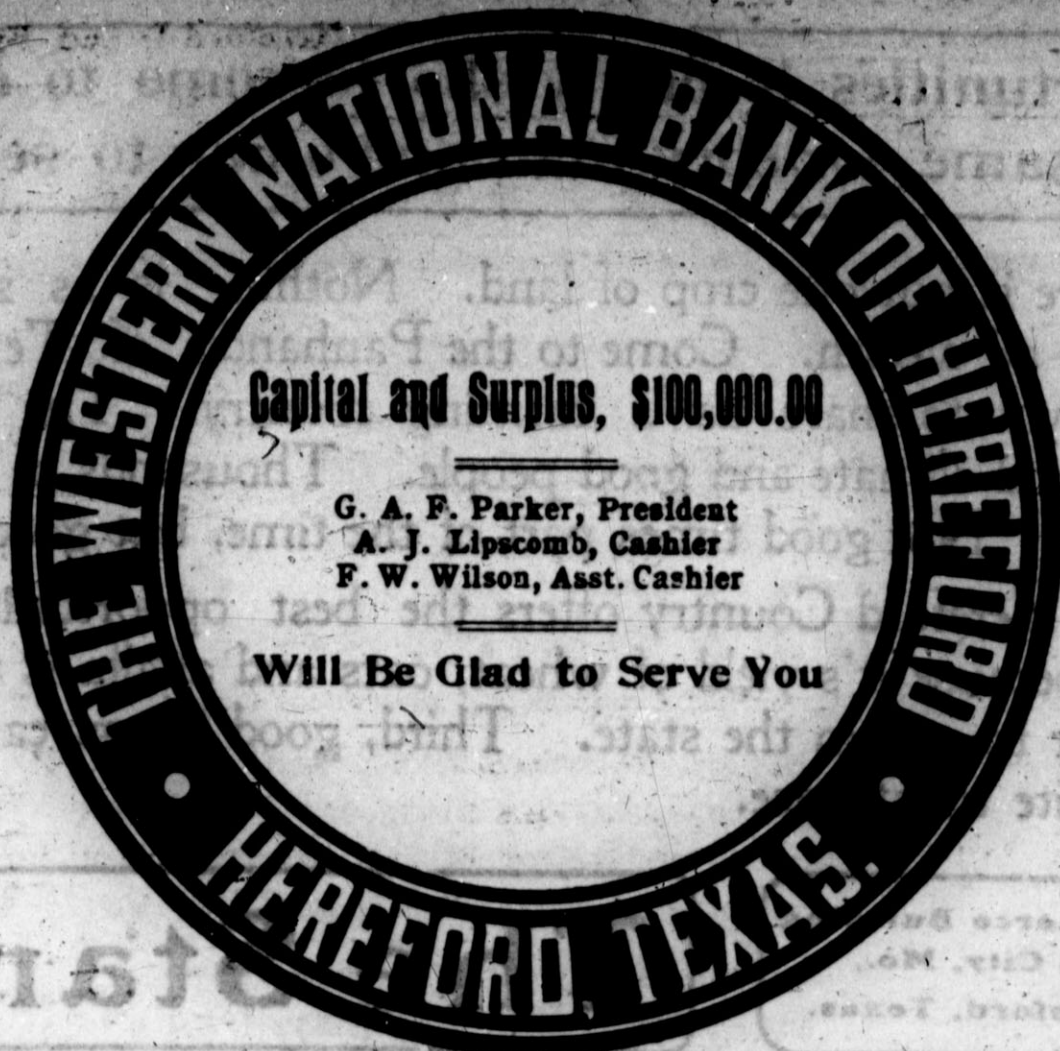 THE WESTERN NATIONAL BANK OF HEREFORD
Capital and Surplus, $100,000.00
G. A. F. Parker, President
A. J. Lipscomb, Cashier
F. W. Wilson, Asst. Cashier
Will Be Glad to Serve You
HEREFORD, TEXAS.